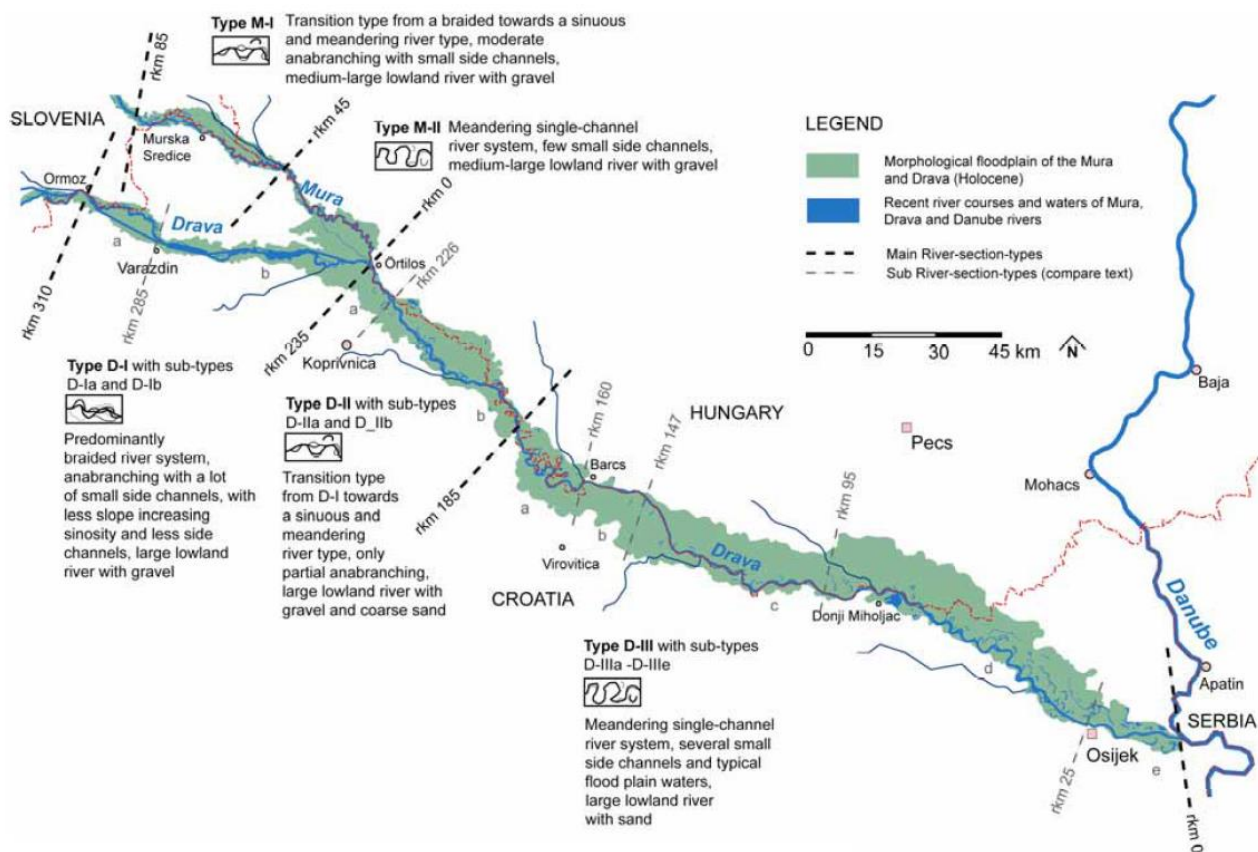 Type M-I Transition type from a braided towards a sinuous
and meandering river type, moderate
anabranching with small side channels,
medium-large lowland river with gravel
rkm 85
SLOVENIA
Murska
Sredice
rkm 45
Type M-II Meandering single-channel
river system, few small side channels,
medium-large lowland river with gravel
LEGEND
Morphological floodplain of the Mura
and Drava (Holocene)
Recent river courses and waters of Mura,
Drava and Danube rivers
Main River-section-types
Sub River-section-types (compare text)
0 15 30 45 km N
Ormoz
Mura
rkm 0
Drava
a
Varazdin
b
Örtilos
rkm 226
rkm 310
rkm 285
rkm 235
a
Koprivnica
Type D-I with sub-types
D-Ia and D-Ib
Predominantly
braided river system,
anabranching with a lot
of small side channels, with
less slope increasing
sinosity and less side
channels, large lowland
river with gravel
Type D-II with sub-types
D-IIa and D_IIb
Transition type
from D-I towards
a sinuous and
meandering
river type, only
partial anabranching,
large lowland river with
gravel and coarse sand
b
rkm 185
rkm 160
HUNGARY
rkm 147
Barcs
a
b
Virovitica
CROATIA
Pecs
Baja
Mohacs
rkm 95
Drava
c
Donji Miholjac
Danube
Type D-III with sub-types
D-IIIa -D-IIIe
Meandering single-channel
river system, several small
side channels and typical
flood plain waters,
large lowland river
with sand
d
Apatin
SERBIA
Osijek
e
rkm 25
rkm 0